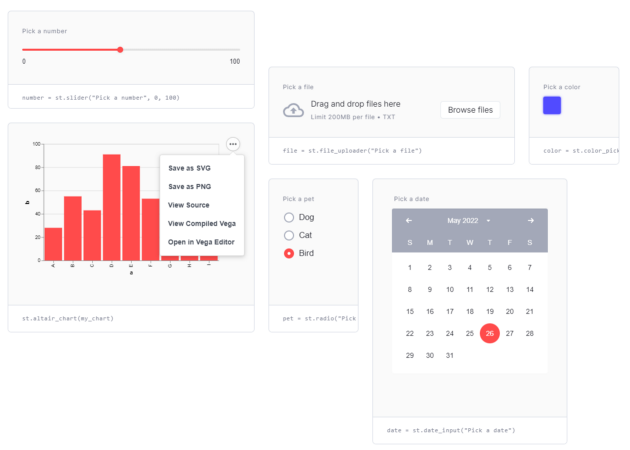 Pick a number
0 100
number = st.slider("Pick a number", 0, 100)
100
80
60
40
20
0
b
A B C D E F G H I
a
Save as SVG
Save as PNG
View Source
View Compiled Vega
Open in Vega Editor
st.altair_chart(my_chart)
Pick a file
Drag and drop files here
Limit 200MB per file • TXT
Browse files
file = st.file_uploader("Pick a file")
Pick a color
color = st.color_pick
Pick a pet
Dog
Cat
Bird
pet = st.radio("Pick
Pick a date
May 2022
S M T W T F S
1 2 3 4 5 6 7
8 9 10 11 12 13 14
15 16 17 18 19 20 21
22 23 24 25 26 27 28
29 30 31
date = st.date_input("Pick a date")